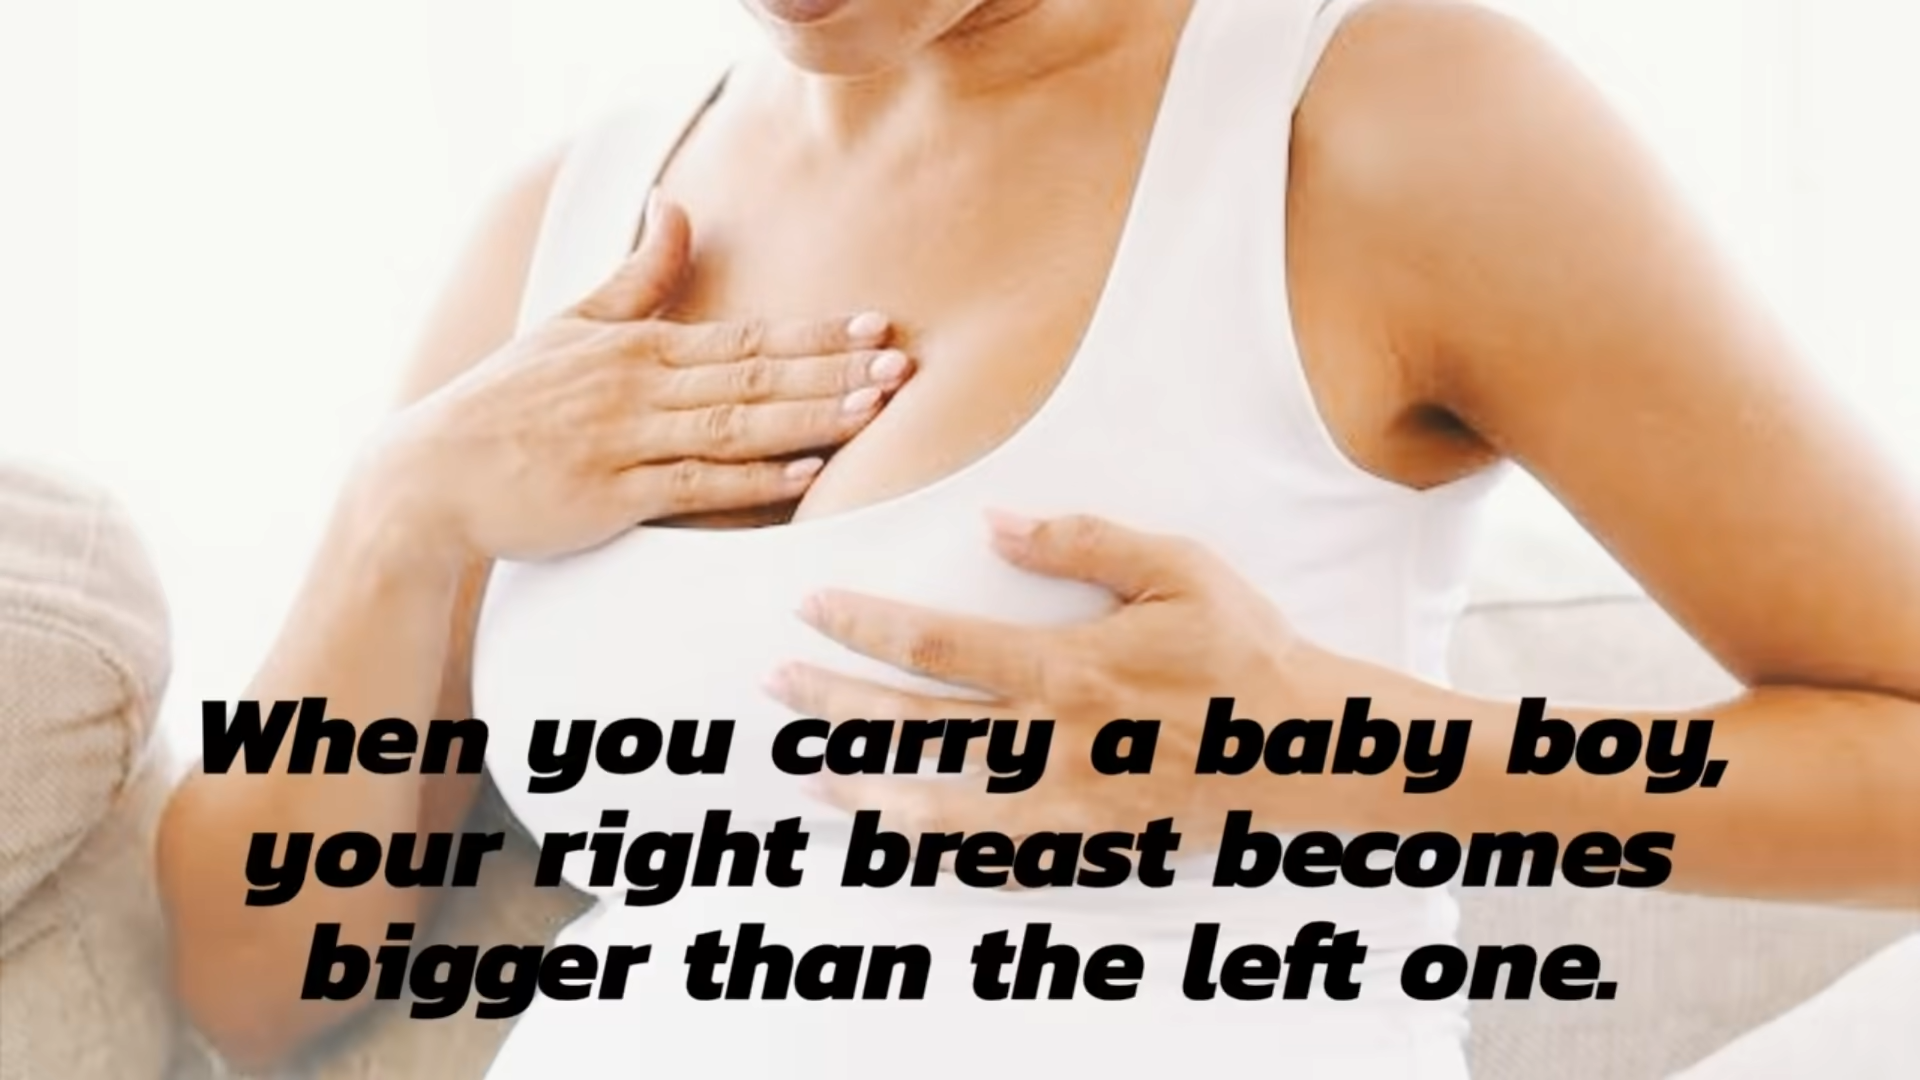 When you carry a baby boy,
your right breast becomes
bigger than the left one.